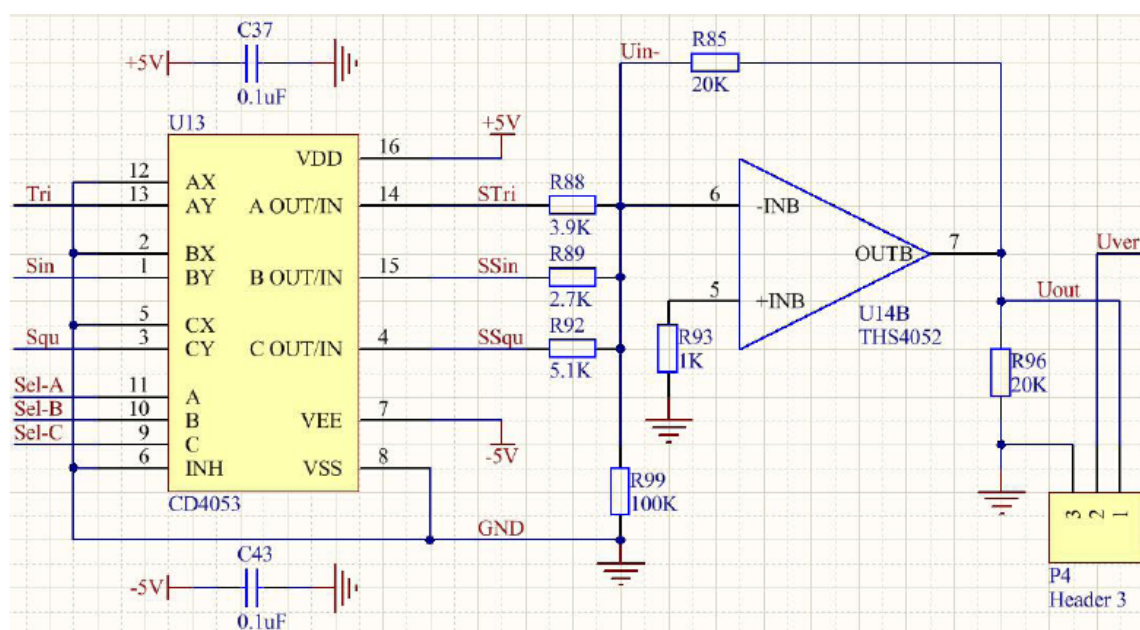 C37
+5V
0.1uF
U13
VDD 16 +5V
12 AX
Tri 13 AY
A OUT/IN 14 STri
R88
3.9K
2 BX
Sin 1 BY
B OUT/IN 15 SSin
R89
2.7K
5 CX
Squ 3 CY
C OUT/IN 4 SSqu
R92
5.1K
Sel-A 11 A
Sel-B 10 B
Sel-C 9 C
6 INH
VEE 7 -5V
VSS 8
CD4053
GND
C43
-5V
0.1uF
Uin-
R85
20K
6 -INB
5 +INB
OUTB 7
U14B
THS4052
R93
1K
R99
100K
Uver
Uout
R96
20K
3 2 1
P4
Header 3